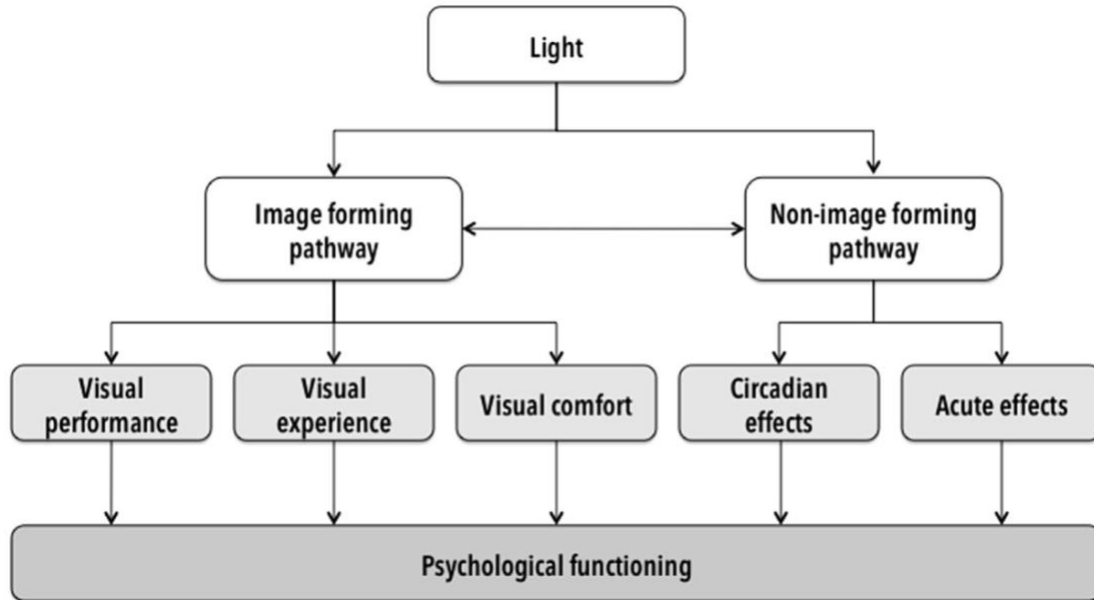 Light
Image forming
pathway
Non-image forming
pathway
Visual
performance
Visual
experience
Visual comfort
Circadian
effects
Acute effects
Psychological functioning